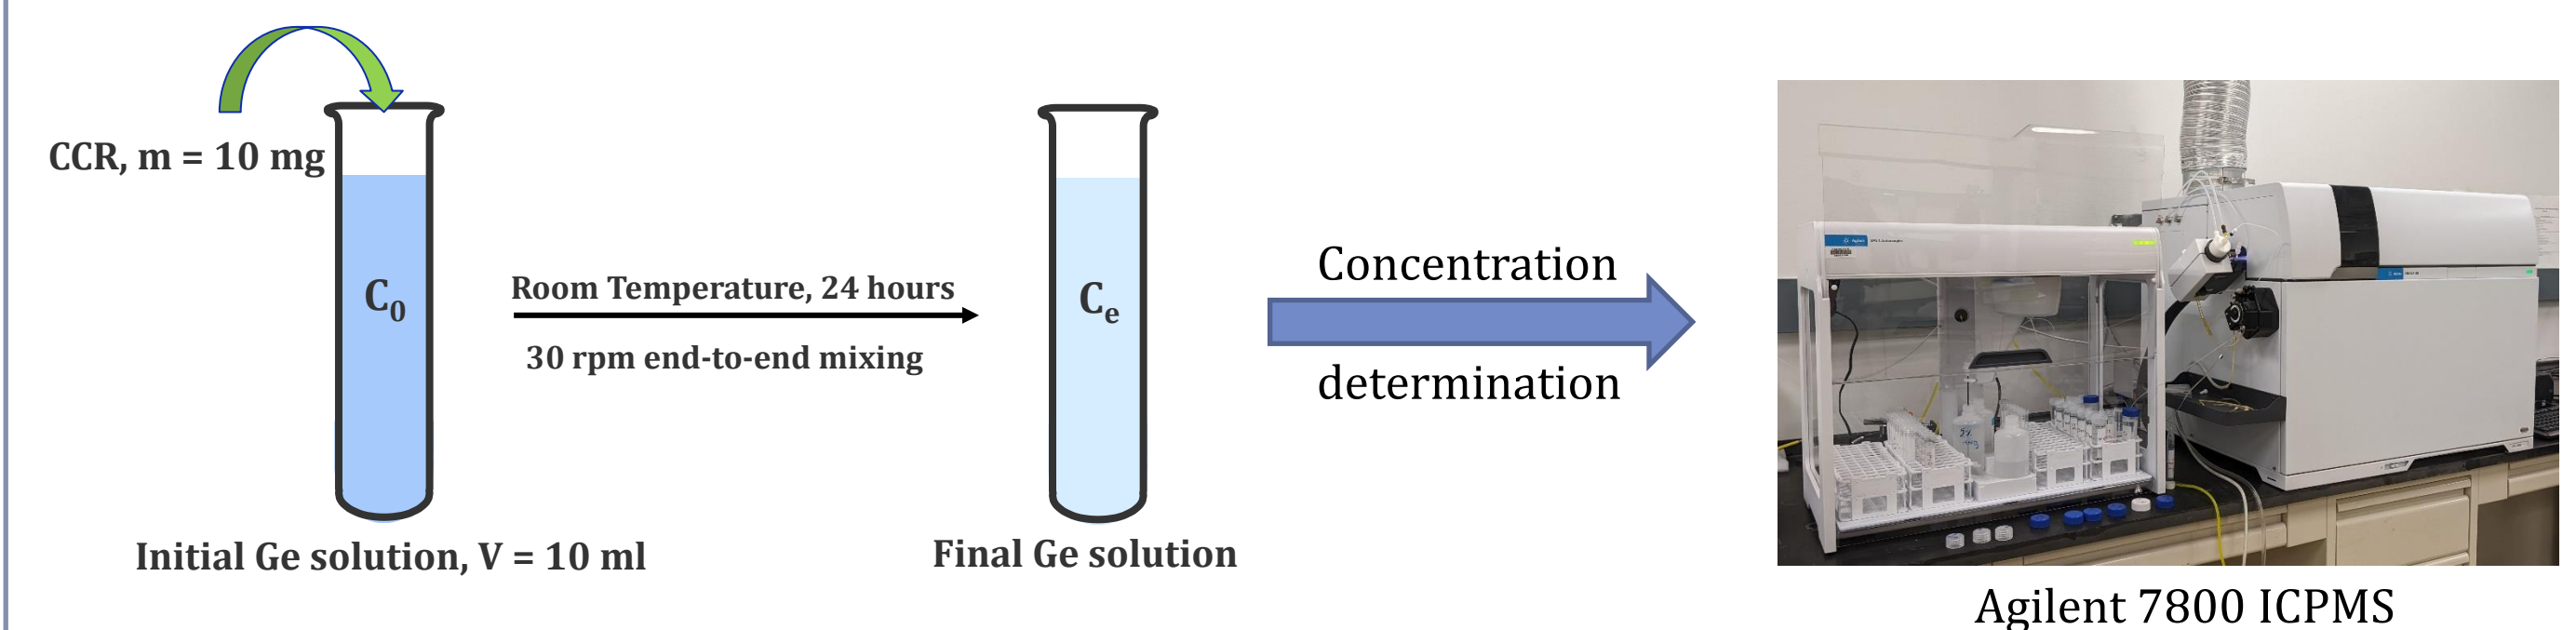 CCR, m = 10 mg
C0
Initial Ge solution, V = 10 ml
Room Temperature, 24 hours
30 rpm end-to-end mixing
Ce
Final Ge solution
Concentration
determination
Agilent 7800 ICPMS